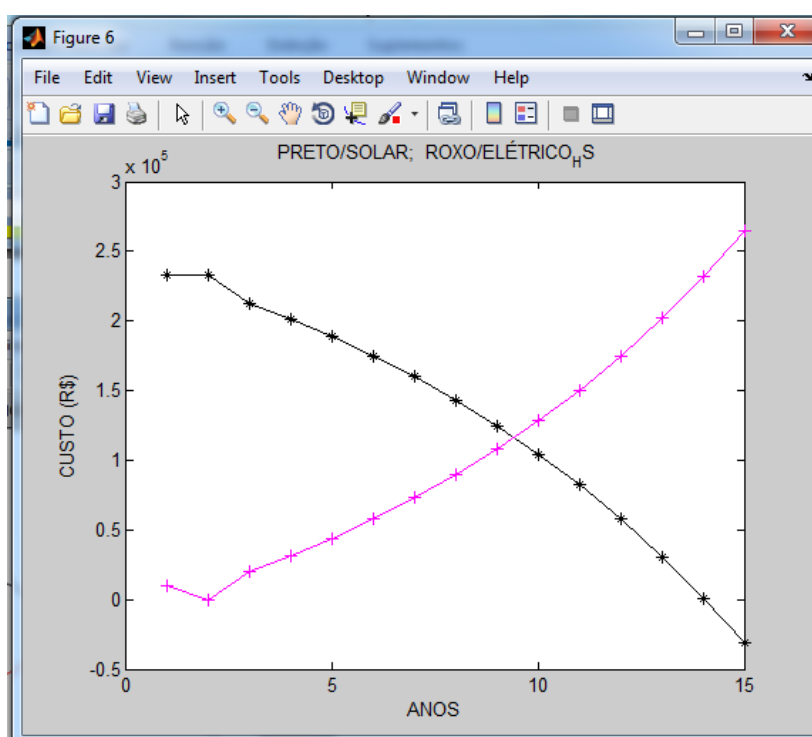 Figure 6
File Edit View Insert Tools Desktop Window Help
x 10^5
PRETO/SOLAR; ROXO/ELÉTRICO_HS
3
2.5
2
1.5
1
0.5
0
-0.5
CUSTO (R$)
0 5 10 15
ANOS